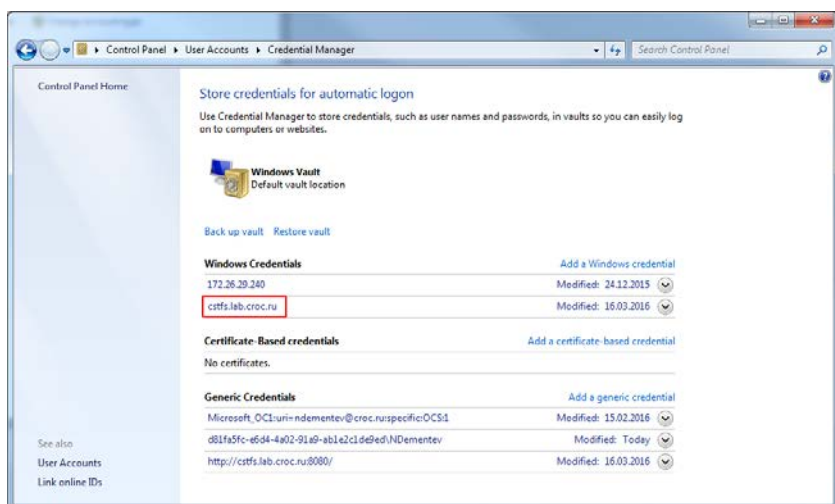 Control Panel ▸ User Accounts ▸ Credential Manager
Search Control Panel
Control Panel Home
Store credentials for automatic logon
Use Credential Manager to store credentials, such as user names and passwords, in vaults so you can easily log
on to computers or websites.
Windows Vault
Default vault location
Back up vault Restore vault
Windows Credentials Add a Windows credential
172.26.29.240 Modified: 24.12.2015
cstfs.lab.croc.ru Modified: 16.03.2016
Certificate-Based credentials Add a certificate-based credential
No certificates.
Generic Credentials Add a generic credential
Microsoft_OC1:uri=ndementev@croc.ru:specific:OCS:1 Modified: 15.02.2016
d81fa5fc-e6d4-4a02-91a9-ab1e2c1de9ed\NDementev Modified: Today
http://cstfs.lab.croc.ru:8080/ Modified: 16.03.2016
See also
User Accounts
Link online IDs